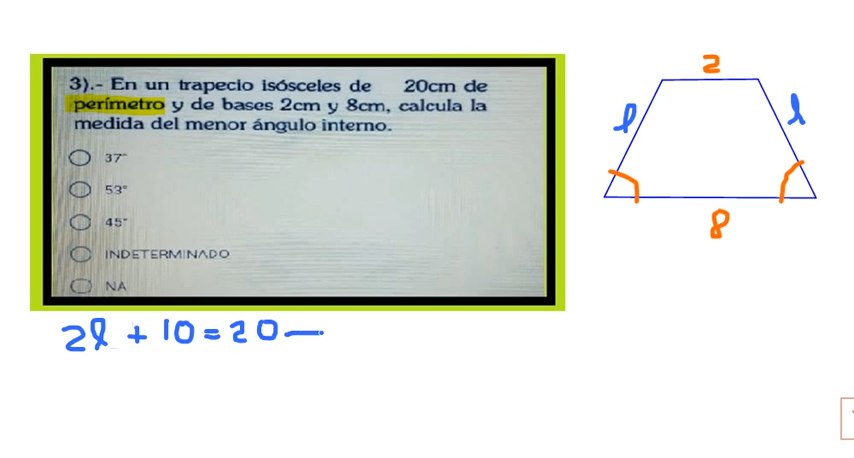 3).- En un trapecio isósceles de 20cm de
perímetro y de bases 2cm y 8cm, calcula la
medida del menor ángulo interno.
37°
53°
45°
INDETERMINADO
NA
2
l
l
8
2l + 10 = 20 —